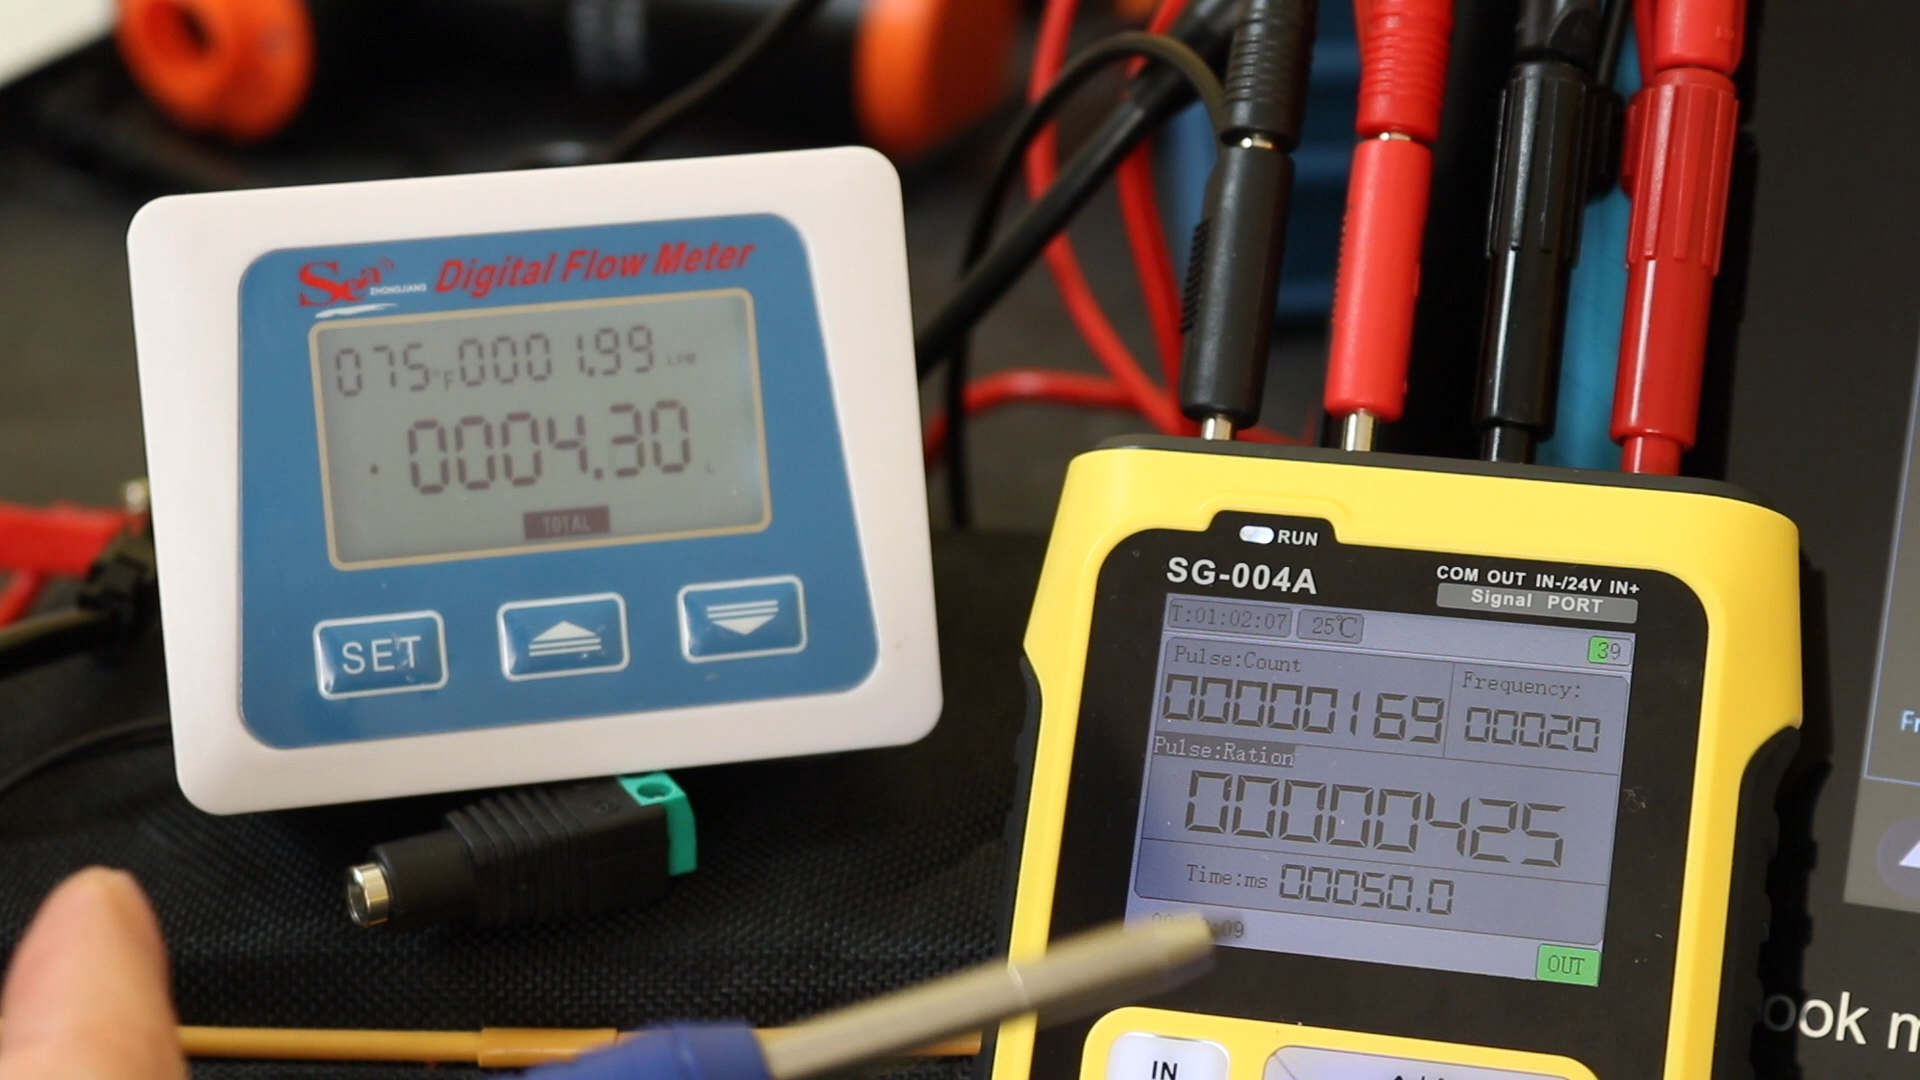 Sea ZHONGJIANG Digital Flow Meter
075°F 0001.99 LPM
0004.30 L
TOTAL
SET
RUN
SG-004A
COM OUT IN-/24V IN+
Signal PORT
T:01:02:07 25℃ 39
Pulse:Count
00000169
Frequency:
00020
Pulse:Ration
00000425
Time:ms 00050.0
OUT
IN
Fr
ook m